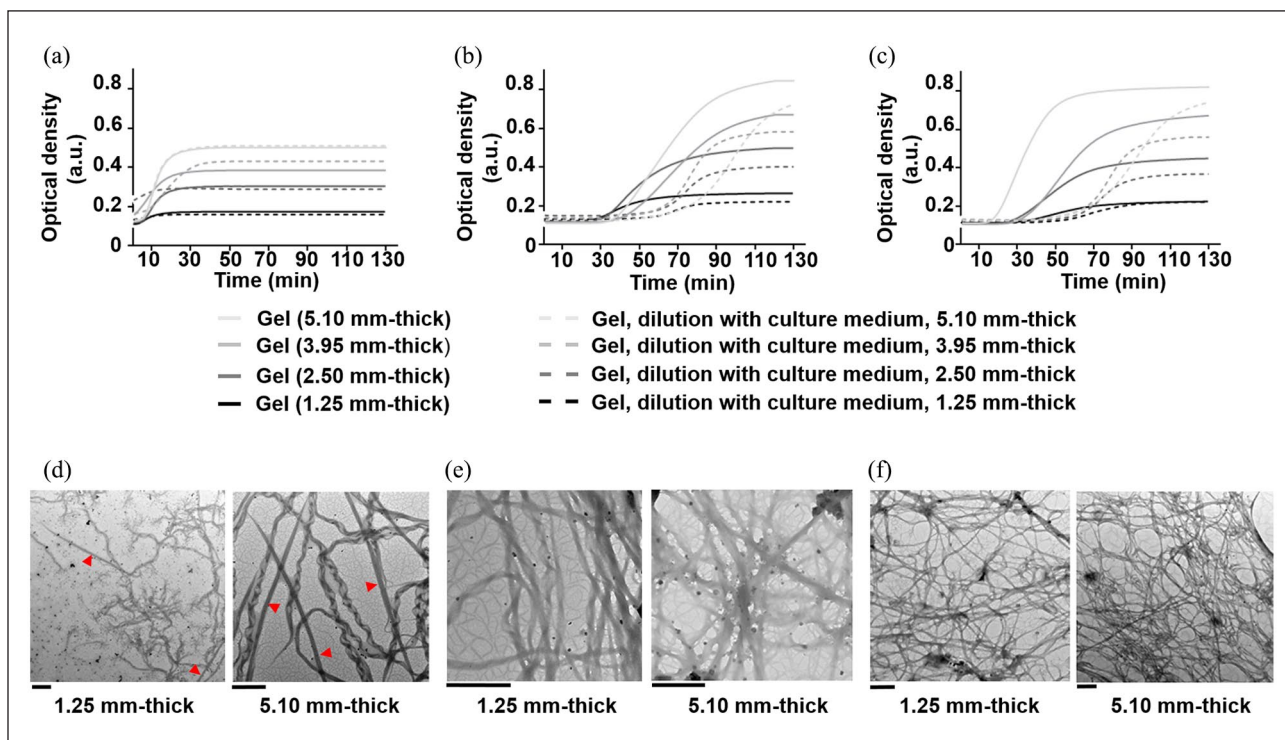 (a)
Optical density
(a.u.)
0.8
0.6
0.4
0.2
0
10 30 50 70 90 110 130
Time (min)
(b)
0.8
0.6
0.4
0.2
0
10 30 50 70 90 110 130
Time (min)
(c)
Optical density
(a.u.)
0.8
0.6
0.4
0.2
0
10 30 50 70 90 110 130
Time (min)
Optical density
(a.u.)
Gel (5.10 mm-thick)
Gel (3.95 mm-thick)
Gel (2.50 mm-thick)
Gel (1.25 mm-thick)
Gel, dilution with culture medium, 5.10 mm-thick
Gel, dilution with culture medium, 3.95 mm-thick
Gel, dilution with culture medium, 2.50 mm-thick
Gel, dilution with culture medium, 1.25 mm-thick
(d)
1.25 mm-thick
5.10 mm-thick
(e)
1.25 mm-thick
5.10 mm-thick
(f)
1.25 mm-thick
5.10 mm-thick